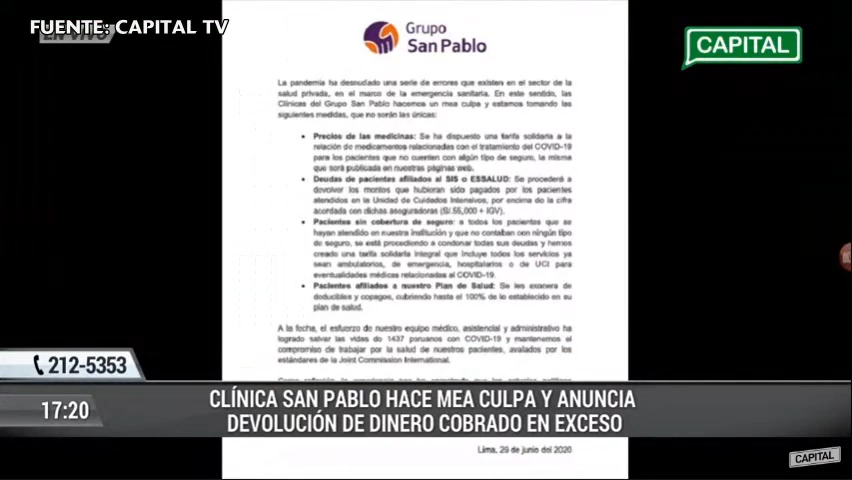 FUENTE: CAPITAL TV
EN VIVO
Grupo
San Pablo
CAPITAL
La pandemia ha desnudado una serie de errores que existen en el sector de la
salud privada, en el marco de la emergencia sanitaria. En este sentido, las
Clínicas del Grupo San Pablo hacemos un mea culpa y estamos tomando las
siguientes medidas, que no serán las únicas:
• Precios de las medicinas: Se ha dispuesto una tarifa solidaria a la
relación de medicamentos relacionadas con el tratamiento del COVID-19
para los pacientes que no cuenten con algún tipo de seguro, la misma
que será publicada en nuestras páginas web.
• Deudas de pacientes afiliados al SIS o ESSALUD: Se procederá a
devolver los montos que hubieran sido pagados por los pacientes
atendidos en la Unidad de Cuidados Intensivos, por encima de la cifra
acordada con dichas aseguradoras (S/.55,000 + IGV).
• Pacientes sin cobertura de seguro: a todos los pacientes que se
hayan atendido en nuestra institución y que no contaban con ningún tipo
de seguro, se está procediendo a condonar todas sus deudas y hemos
creado una tarifa solidaria integral que incluye todos los servicios ya
sean ambulatorios, de emergencia, hospitalarios o de UCI para
eventualidades médicas relacionadas al COVID-19.
• Pacientes afiliados a nuestro Plan de Salud: Se les exonera de
deducibles y copagos, cubriendo hasta el 100% de lo establecido en su
plan de salud.
A la fecha, el esfuerzo de nuestro equipo médico, asistencial y administrativo ha
logrado salvar las vidas de 1437 peruanos con COVID-19 y mantenemos el
compromiso de trabajar por la salud de nuestros pacientes, avalados por los
estándares de la Joint Commission International.
212-5353
17:20
CLÍNICA SAN PABLO HACE MEA CULPA Y ANUNCIA
DEVOLUCIÓN DE DINERO COBRADO EN EXCESO
Lima, 29 de junio del 2020
CAPITAL